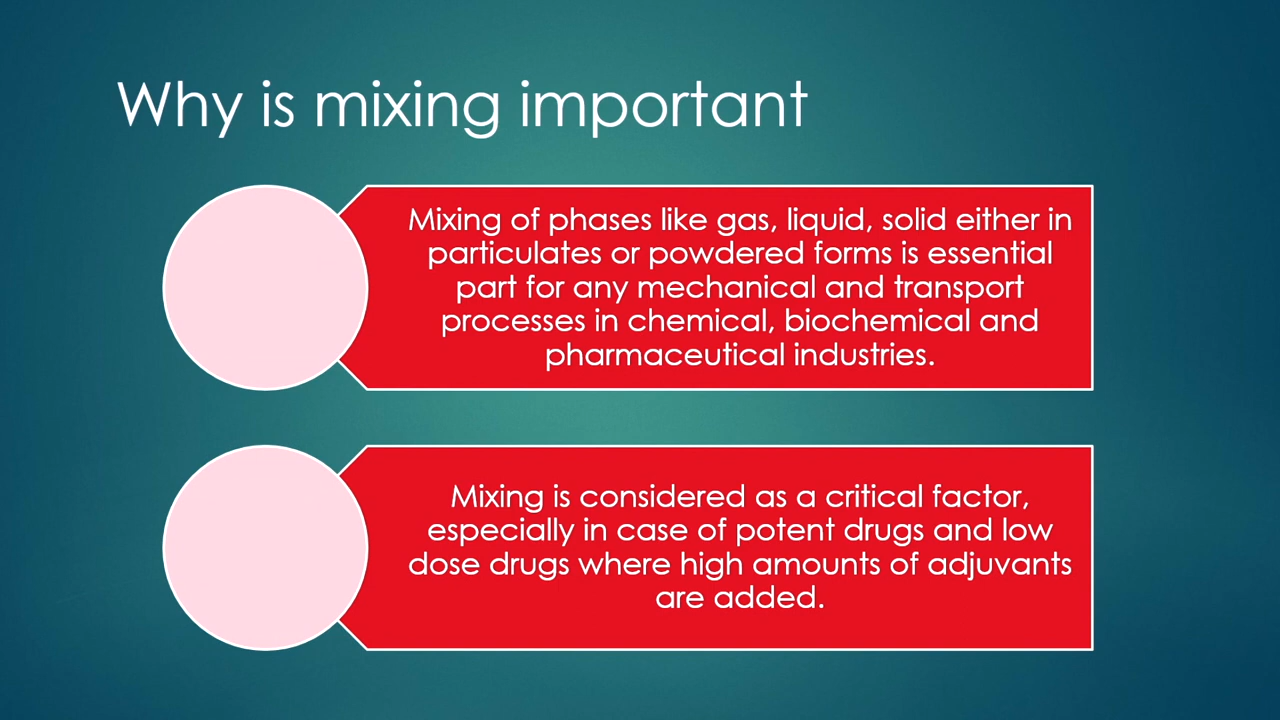 Why is mixing important
Mixing of phases like gas, liquid, solid either in
particulates or powdered forms is essential
part for any mechanical and transport
processes in chemical, biochemical and
pharmaceutical industries.
Mixing is considered as a critical factor,
especially in case of potent drugs and low
dose drugs where high amounts of adjuvants
are added.